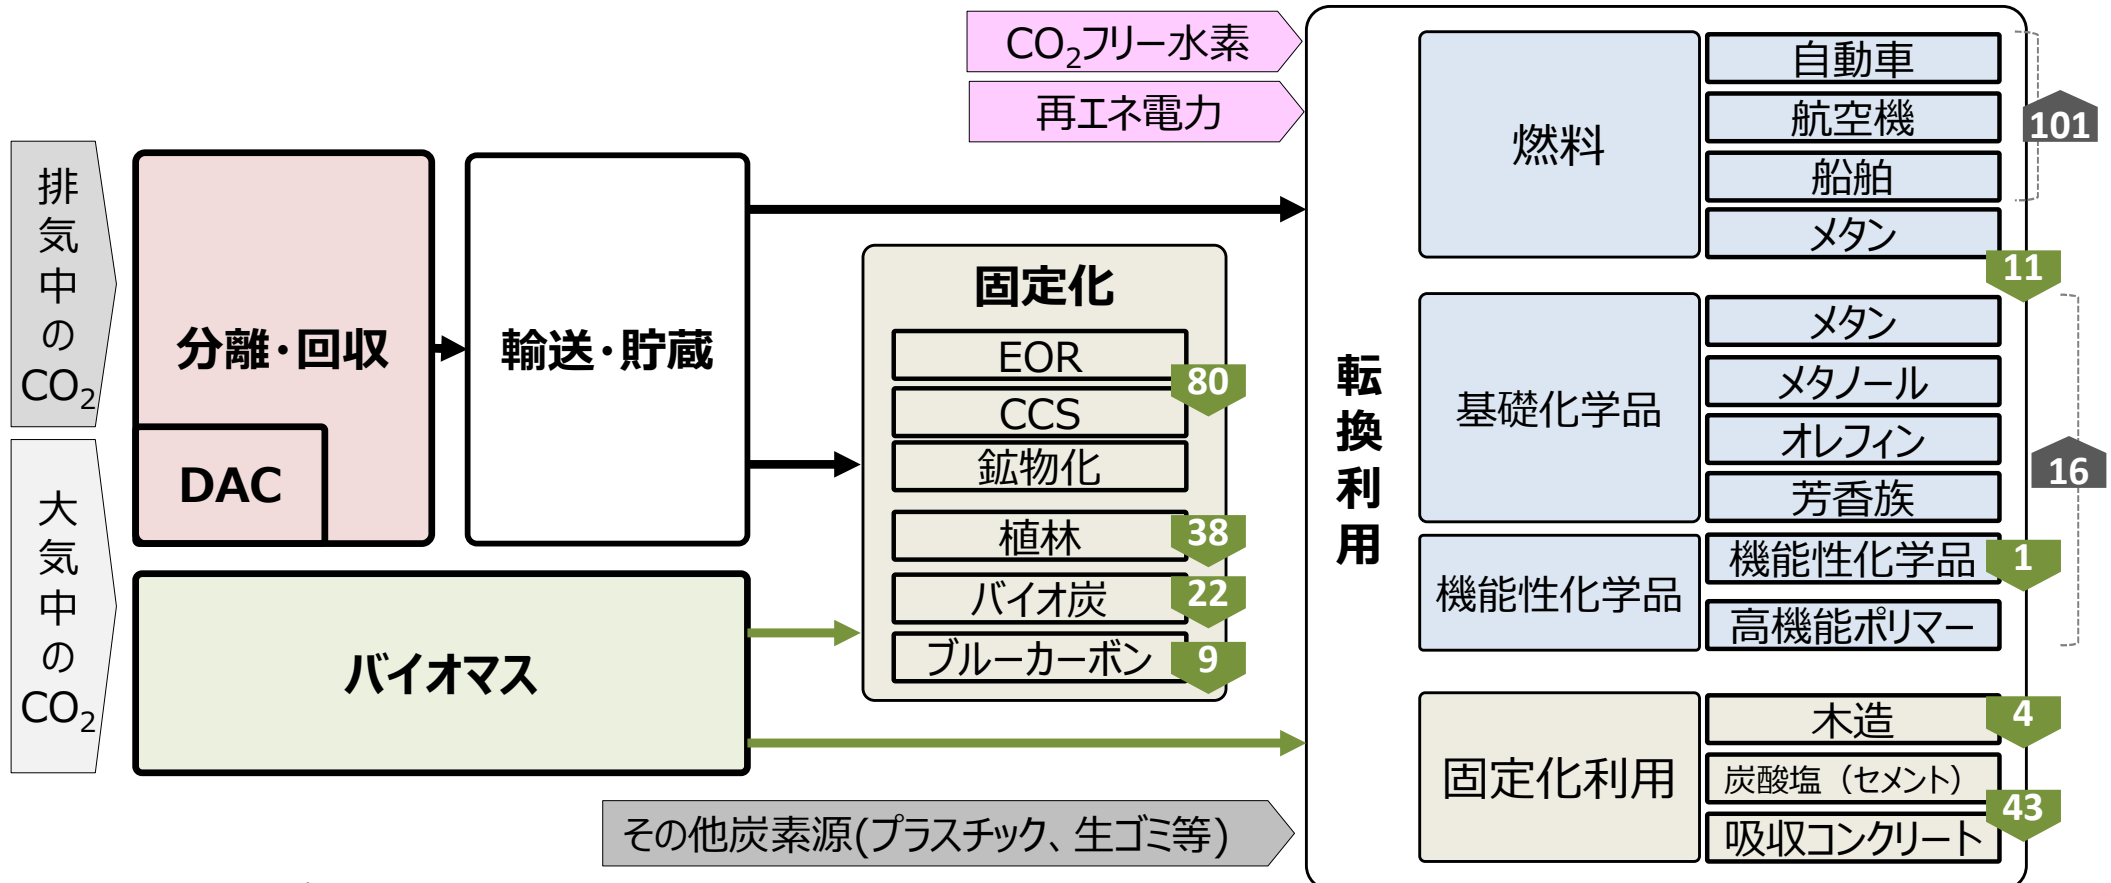 排気中のCO₂
大気中のCO₂
分離・回収
DAC
輸送・貯蔵
バイオマス
固定化
EOR
CCS
80
鉱物化
植林
38
バイオ炭
22
ブルーカーボン
9
CO₂フリー水素
再エネ電力
その他炭素源(プラスチック、生ゴミ等)
転換利用
燃料
自動車
航空機
船舶
101
メタン
11
基礎化学品
メタン
メタノール
オレフィン
芳香族
16
機能性化学品
機能性化学品
1
高機能ポリマー
固定化利用
木造
4
炭酸塩（セメント）
43
吸収コンクリート